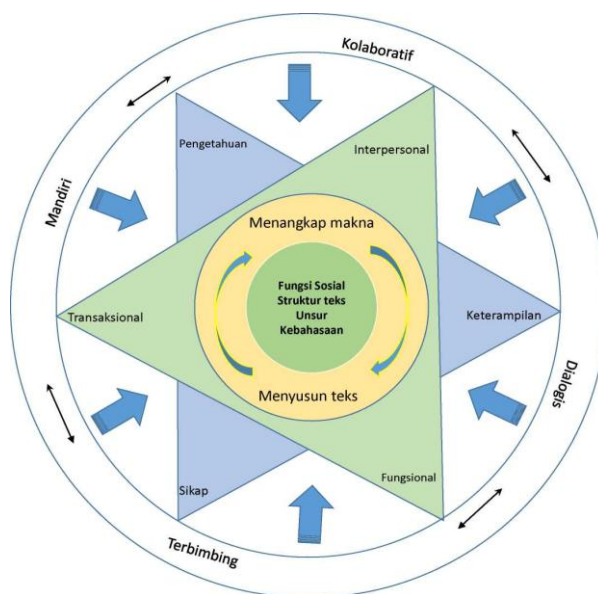 Kolaboratif
Mandiri
Pengetahuan
Interpersonal
Menangkap makna
Fungsi Sosial
Struktur teks
Unsur
Kebahasaan
Transaksional
Keterampilan
Menyusun teks
Dialogis
Sikap
Fungsional
Terbimbing